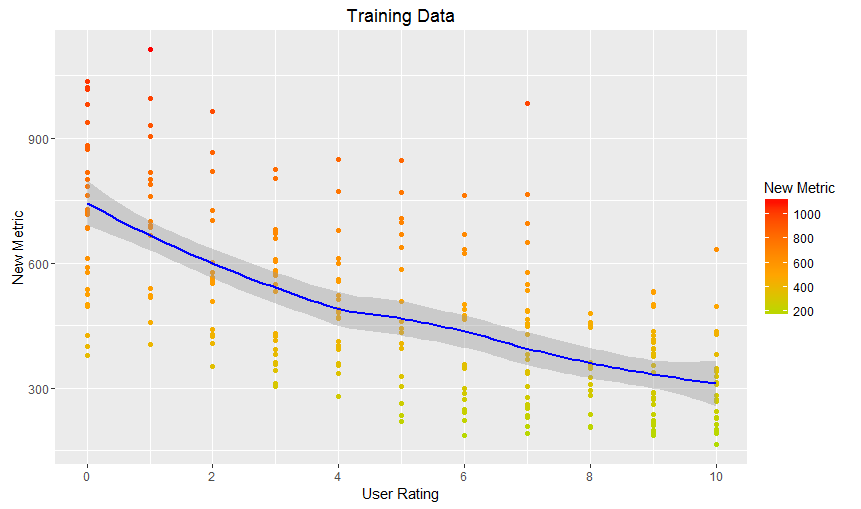 Training Data
New Metric
900
600
300
0 2 4 6 8 10
User Rating
New Metric
1000
800
600
400
200